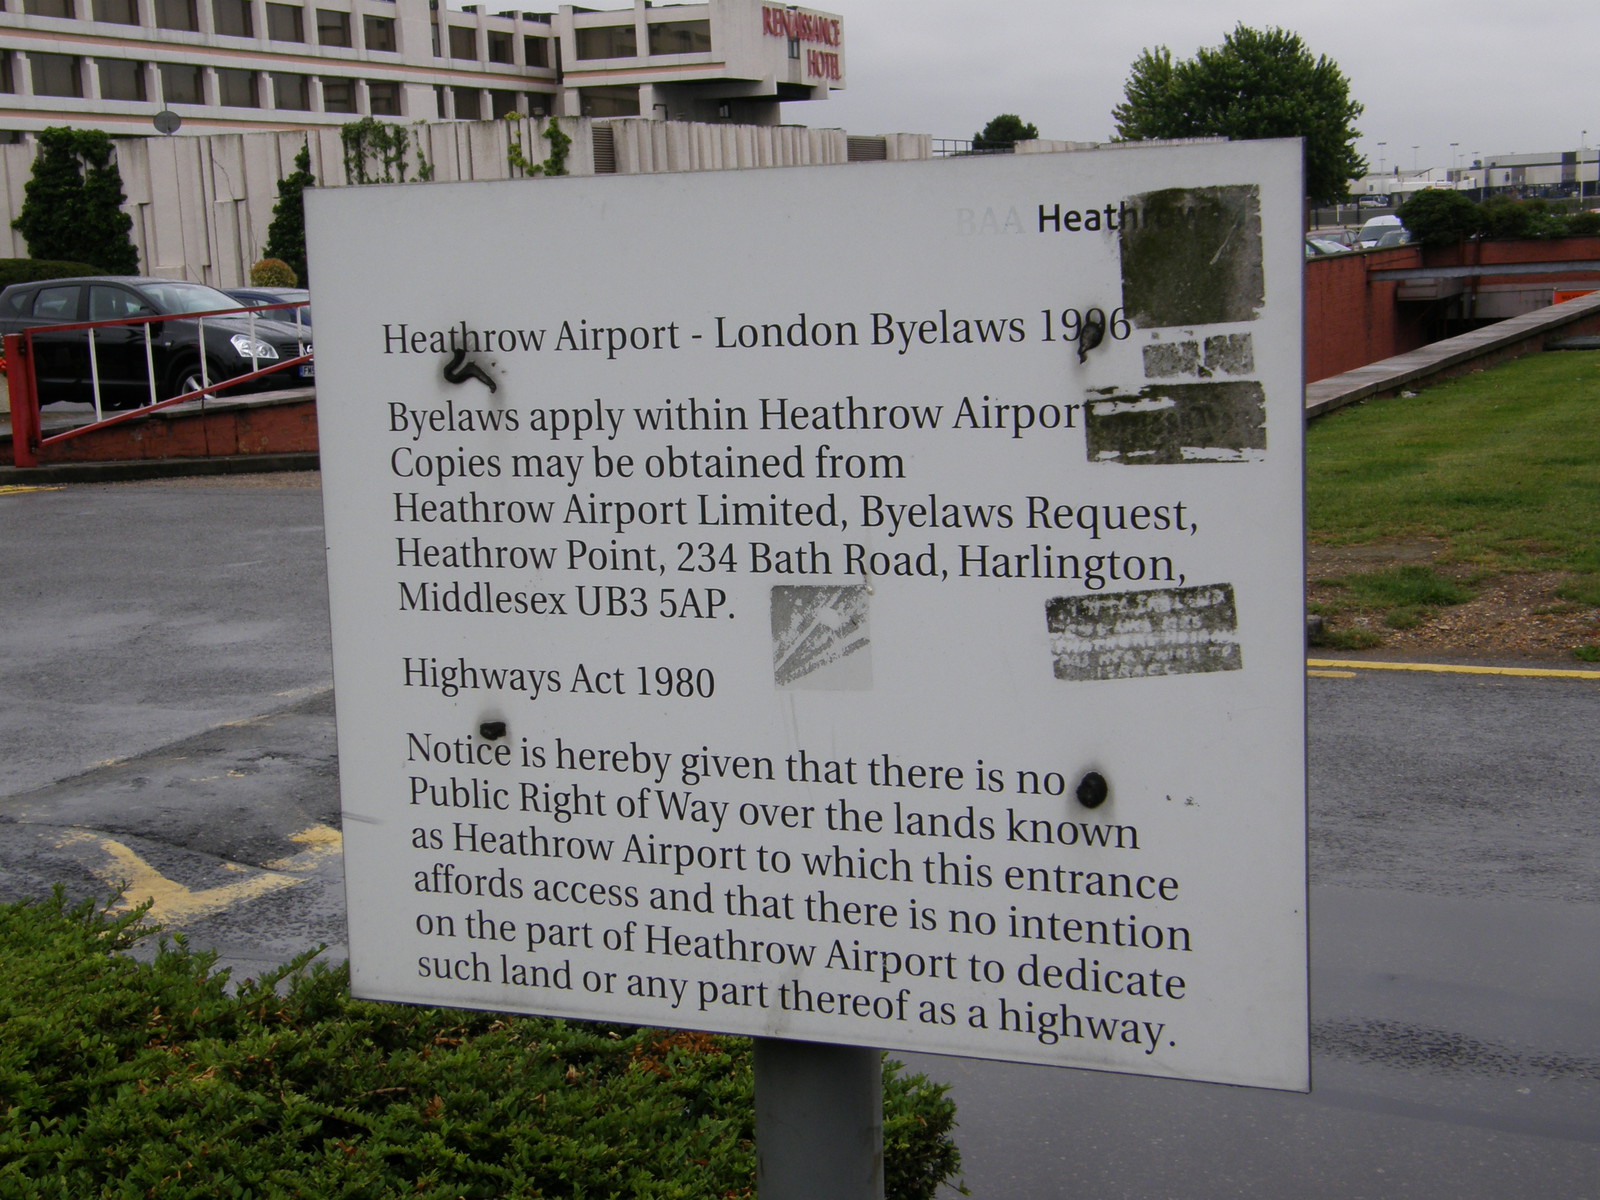 RENAISSANCE
HOTEL
BAA Heathrow
Heathrow Airport - London Byelaws 1996
Byelaws apply within Heathrow Airport
Copies may be obtained from
Heathrow Airport Limited, Byelaws Request,
Heathrow Point, 234 Bath Road, Harlington,
Middlesex UB3 5AP.
Highways Act 1980
Notice is hereby given that there is no
Public Right of Way over the lands known
as Heathrow Airport to which this entrance
affords access and that there is no intention
on the part of Heathrow Airport to dedicate
such land or any part thereof as a highway.